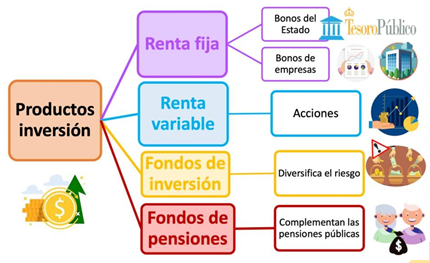 Productos
inversión
Renta fija
Bonos del
Estado
TesoroPúblico
Bonos de
empresas
Renta
variable
Acciones
Fondos de
inversión
Diversifica el riesgo
Fondos de
pensiones
Complementan las
pensiones públicas